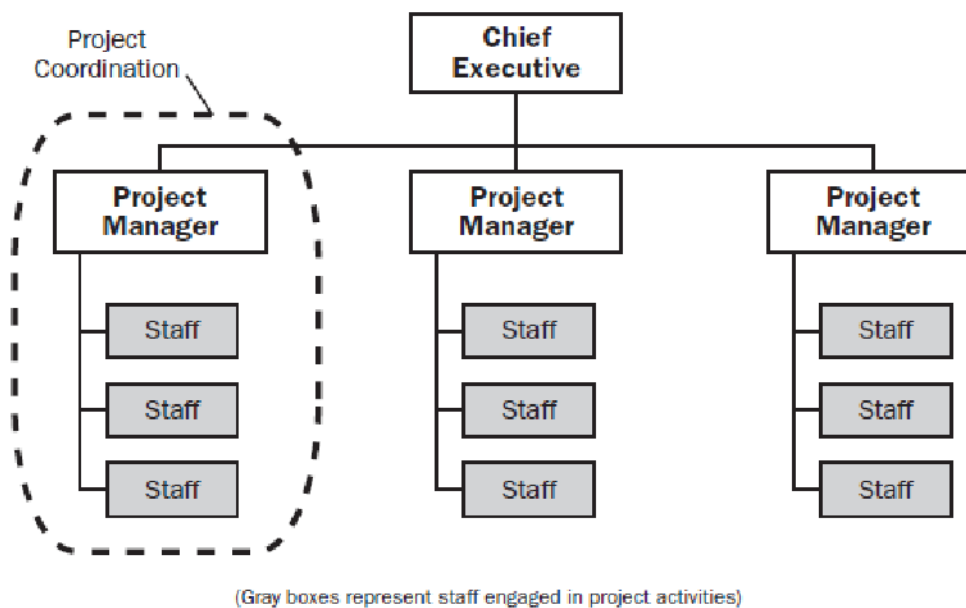 Project
Coordination
Chief
Executive
Project
Manager
Project
Manager
Project
Manager
Staff
Staff
Staff
Staff
Staff
Staff
Staff
Staff
Staff
(Gray boxes represent staff engaged in project activities)